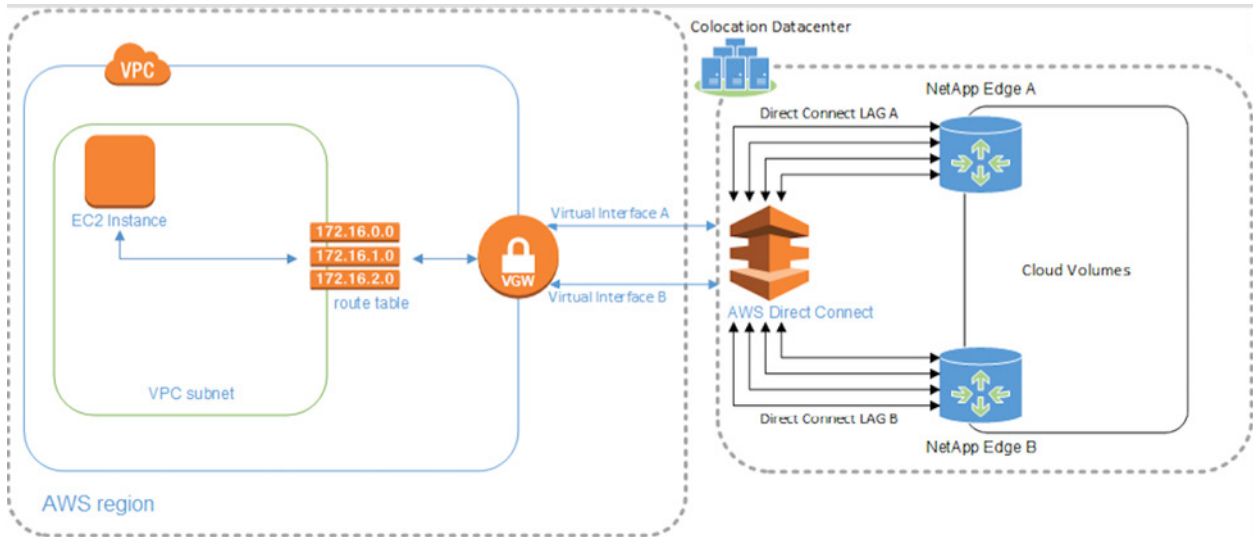 Colocation Datacenter
VPC
NetApp Edge A
Direct Connect LAG A
EC2 Instance
Virtual Interface A
172.16.0.0
172.16.1.0
172.16.2.0
route table
VGW
Virtual Interface B
AWS Direct Connect
Cloud Volumes
VPC subnet
Direct Connect LAG B
NetApp Edge B
AWS region